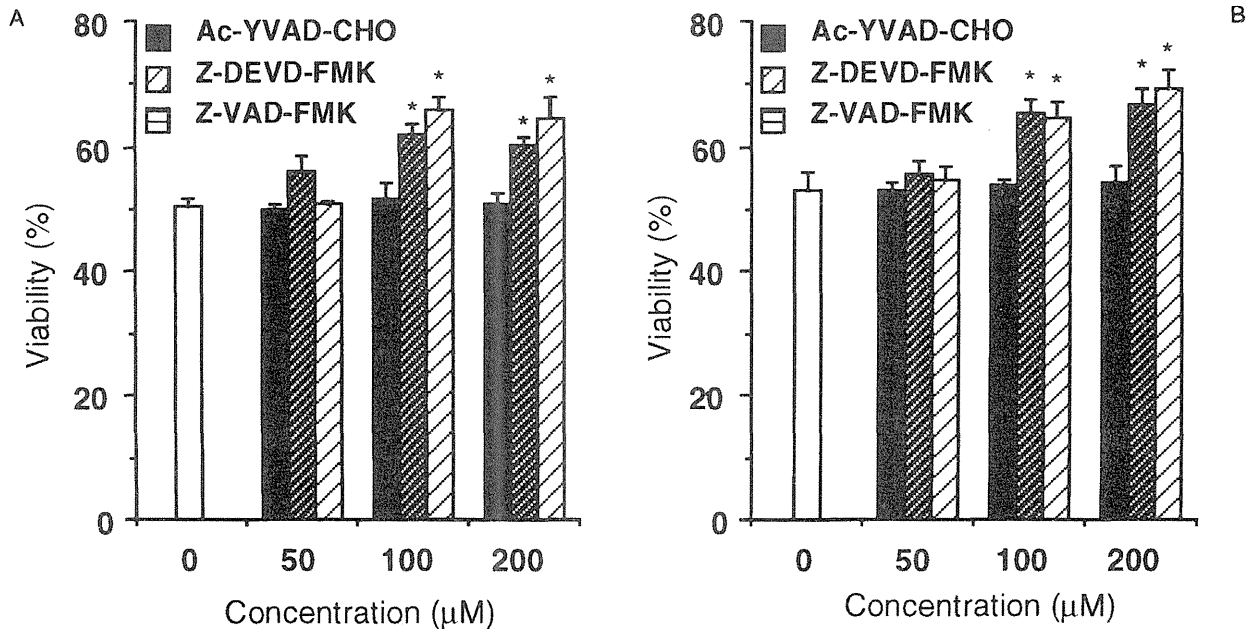 A
80
60
40
20
0
Viability (%)
Ac-YVAD-CHO
Z-DEVD-FMK
Z-VAD-FMK
* * * *
0 50 100 200
Concentration (μM)
B
80
60
40
20
0
Viability (%)
Ac-YVAD-CHO
Z-DEVD-FMK
Z-VAD-FMK
* * * *
0 50 100 200
Concentration (μM)